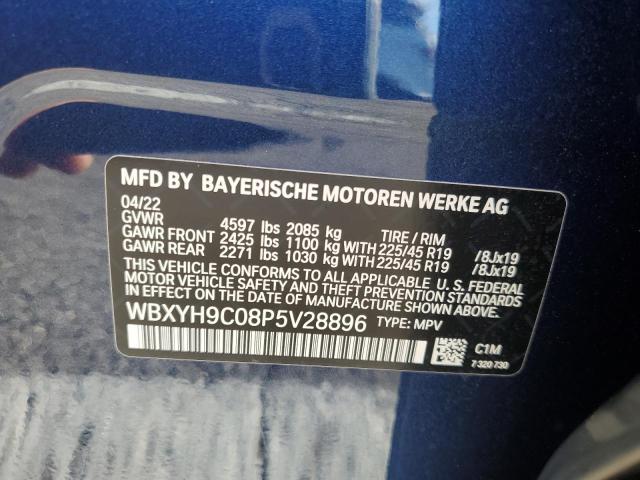 MFD BY BAYERISCHE MOTOREN WERKE AG
04/22
GVWR 4597 lbs 2085 kg TIRE / RIM
GAWR FRONT 2425 lbs 1100 kg WITH 225/45 R19 /8Jx19
GAWR REAR 2271 lbs 1030 kg WITH 225/45 R19 /8Jx19
THIS VEHICLE CONFORMS TO ALL APPLICABLE U.S. FEDERAL
MOTOR VEHICLE SAFETY AND THEFT PREVENTION STANDARDS
IN EFFECT ON THE DATE OF MANUFACTURE SHOWN ABOVE.
WBXYH9C08P5V28896 TYPE: MPV
C1M
7 320 730